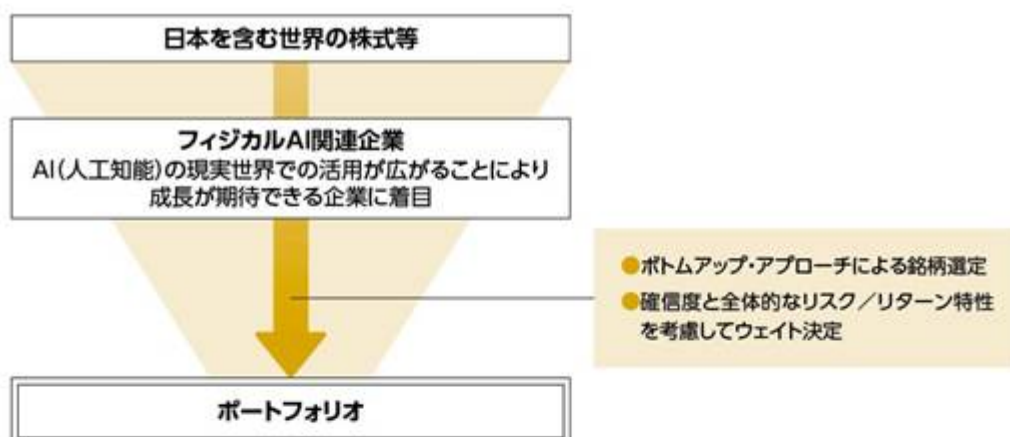 日本を含む世界の株式等
フィジカルAI関連企業
AI(人工知能)の現実世界での活用が広がることにより
成長が期待できる企業に着目
●ボトムアップ・アプローチによる銘柄選定
●確信度と全体的なリスク／リターン特性
を考慮してウェイト決定
ポートフォリオ